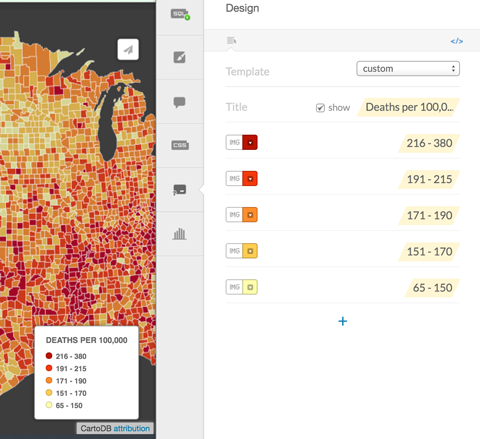 SQL
CSS
Design
</>
Template
custom
Title
show
Deaths per 100,0...
IMG
216 - 380
IMG
191 - 215
IMG
171 - 190
IMG
151 - 170
IMG
65 - 150
+
DEATHS PER 100,000
216 - 380
191 - 215
171 - 190
151 - 170
65 - 150
CartoDB attribution